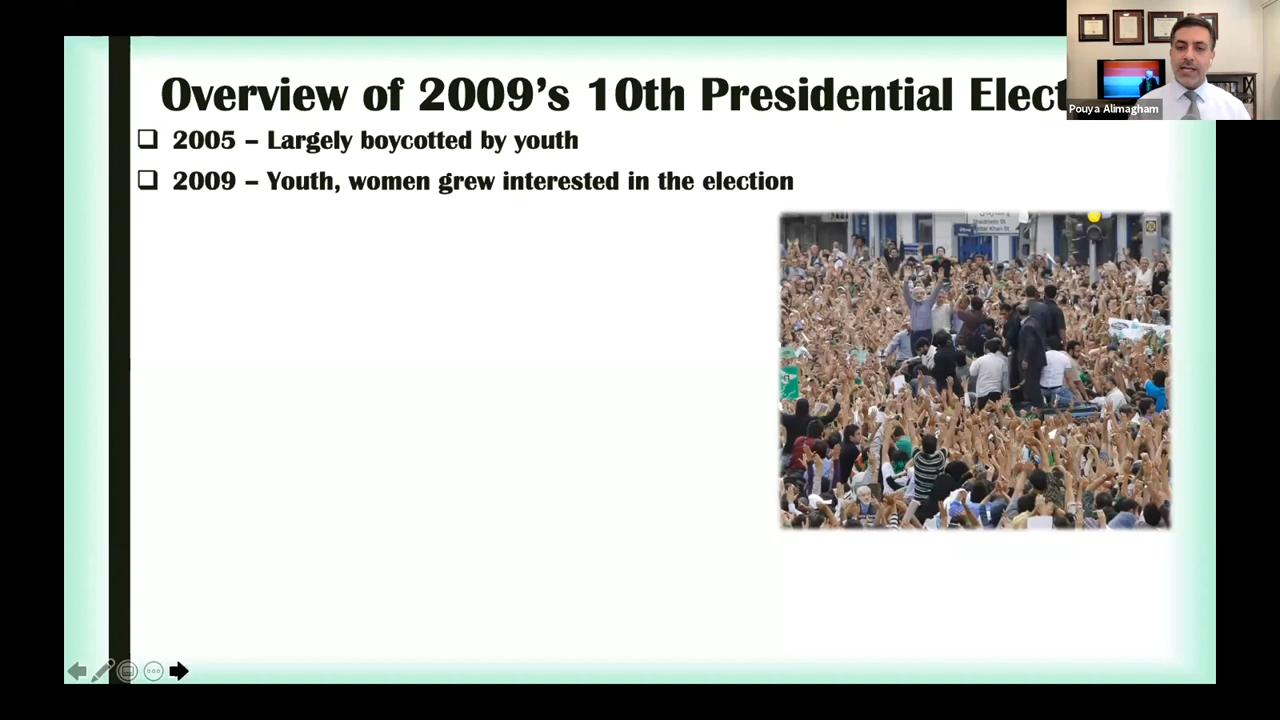 Overview of 2009’s 10th Presidential Elect
Pouya Alimagham
❑ 2005 – Largely boycotted by youth
❑ 2009 – Youth, women grew interested in the election